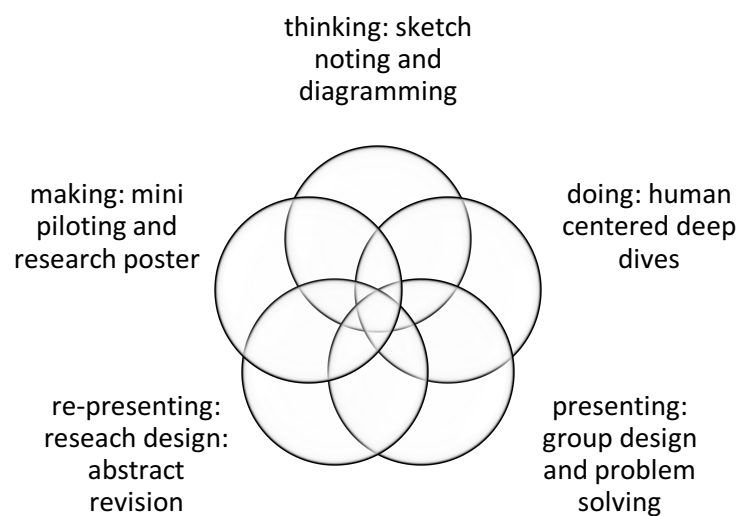 thinking: sketch
noting and
diagramming
making: mini
piloting and
research poster
doing: human
centered deep
dives
re-presenting:
reseach design:
abstract
revision
presenting:
group design
and problem
solving